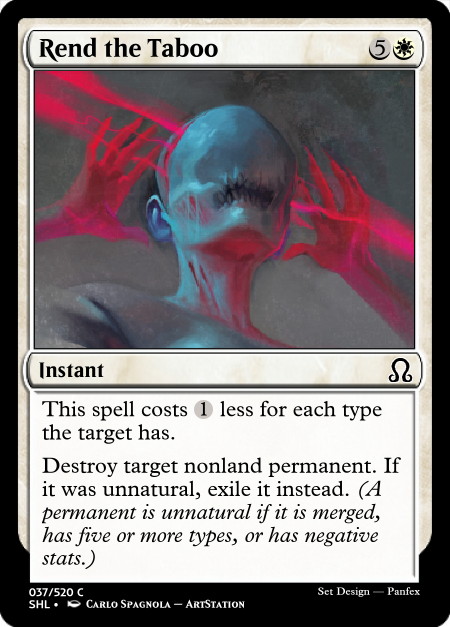 Rend the Taboo 5
Instant
This spell costs 1 less for each type
the target has.
Destroy target nonland permanent. If
it was unnatural, exile it instead. (A
permanent is unnatural if it is merged,
has five or more types, or has negative
stats.)
037/520 C Set Design — Panfex
SHL • Carlo Spagnola — ArtStation